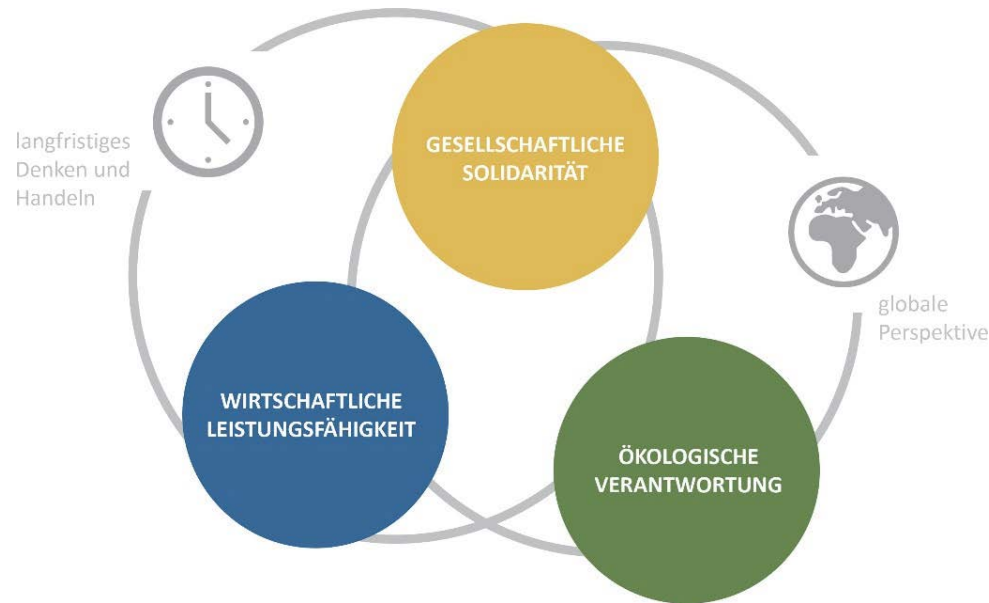 langfristiges
Denken und
Handeln
GESELLSCHAFTLICHE
SOLIDARITÄT
globale
Perspektive
WIRTSCHAFTLICHE
LEISTUNGSFÄHIGKEIT
ÖKOLOGISCHE
VERANTWORTUNG